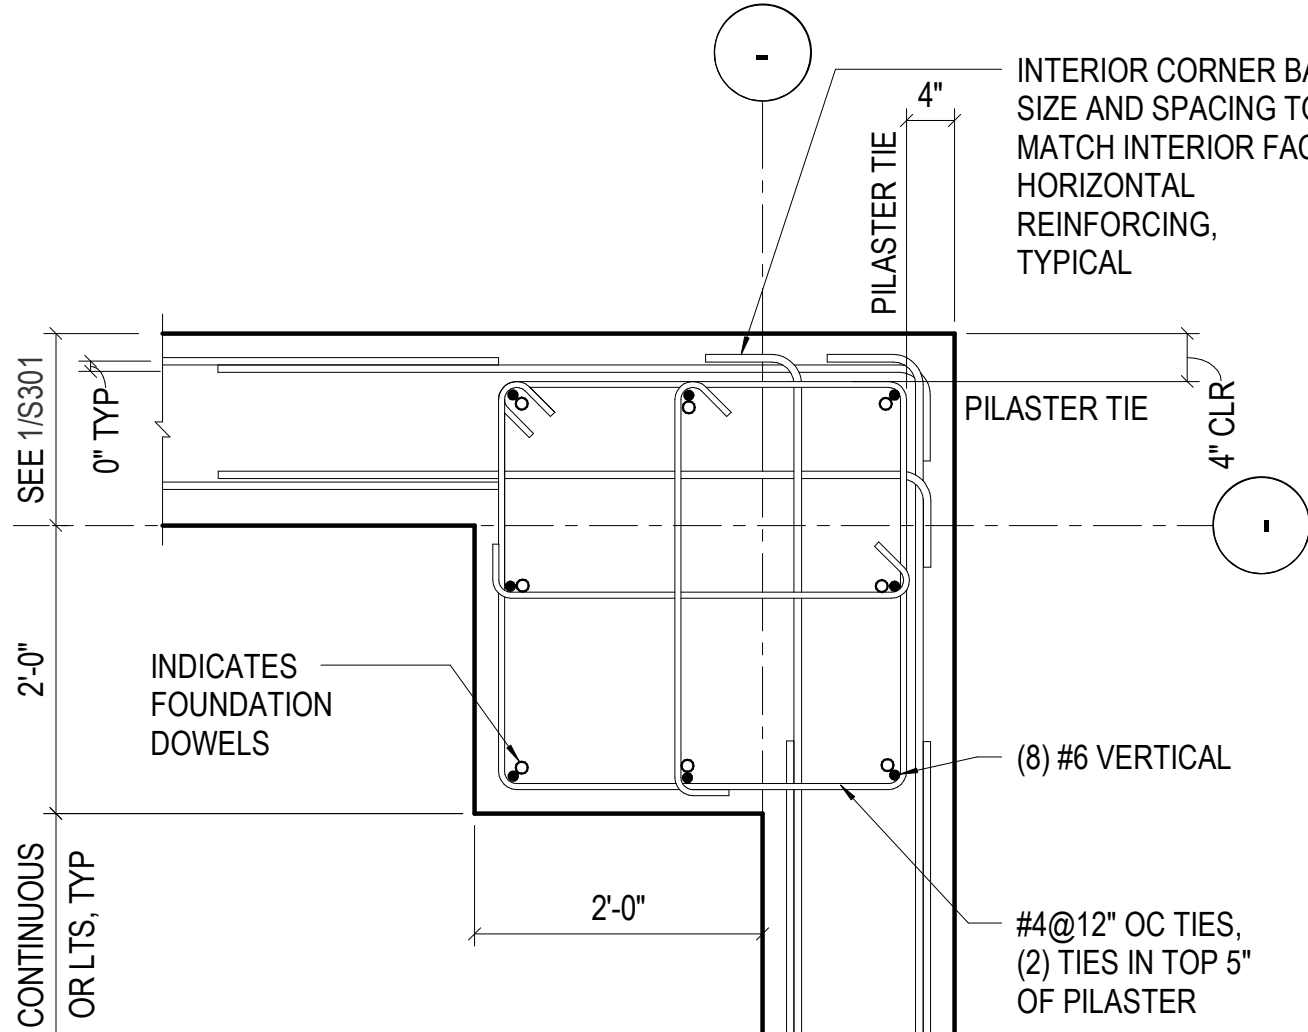 INTERIOR CORNER BA
SIZE AND SPACING TO
MATCH INTERIOR FAC
HORIZONTAL
REINFORCING,
TYPICAL
4"
PILASTER TIE
SEE 1/S301
0" TYP
PILASTER TIE
4" CLR
2'-0"
INDICATES
FOUNDATION
DOWELS
(8) #6 VERTICAL
2'-0"
#4@12" OC TIES,
(2) TIES IN TOP 5"
OF PILASTER
CONTINUOUS
OR LTS, TYP